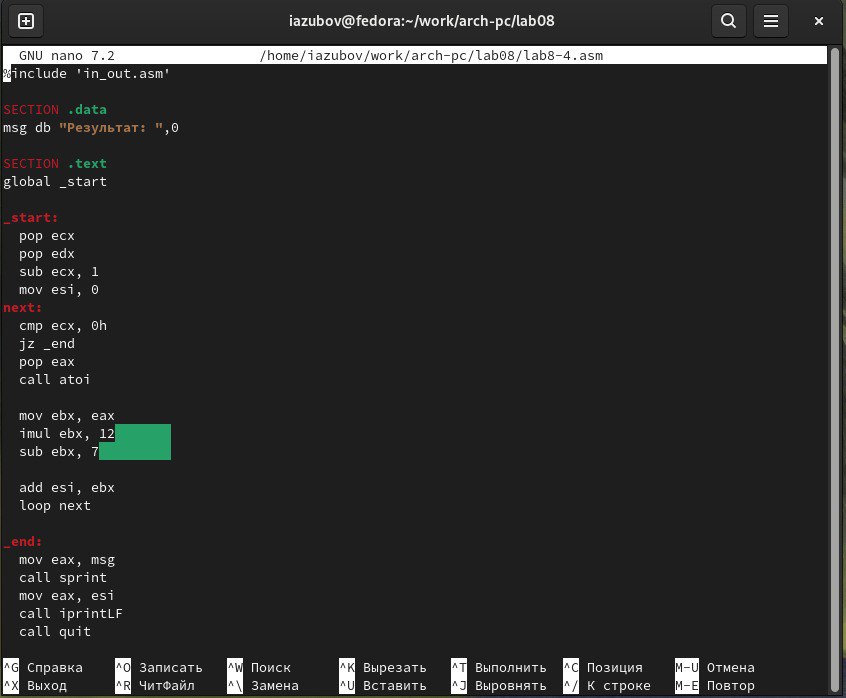 iazubov@fedora:~/work/arch-pc/lab08
GNU nano 7.2 /home/iazubov/work/arch-pc/lab08/lab8-4.asm
%include 'in_out.asm'
SECTION .data
msg db "Результат: ",0
SECTION .text
global _start
_start:
pop ecx
pop edx
sub ecx, 1
mov esi, 0
next:
cmp ecx, 0h
jz _end
pop eax
call atoi
mov ebx, eax
imul ebx, 12
sub ebx, 7
add esi, ebx
loop next
_end:
mov eax, msg
call sprint
mov eax, esi
call iprintLF
call quit
^G Справка ^O Записать ^W Поиск ^K Вырезать ^T Выполнить ^C Позиция M-U Отмена
^X Выход ^R ЧитФайл ^\ Замена ^U Вставить ^J Выровнять ^/ К строке M-E Повтор